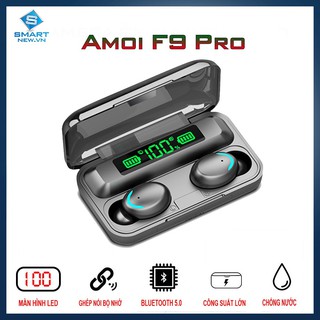 SMART
NEW.VN
AMOI F9 PRO
100%
100
MÀN HÌNH LED
GHÉP NỐI BỘ NHỚ
BLUETOOTH 5.0
CÔNG SUẤT LỚN
CHỐNG NƯỚC